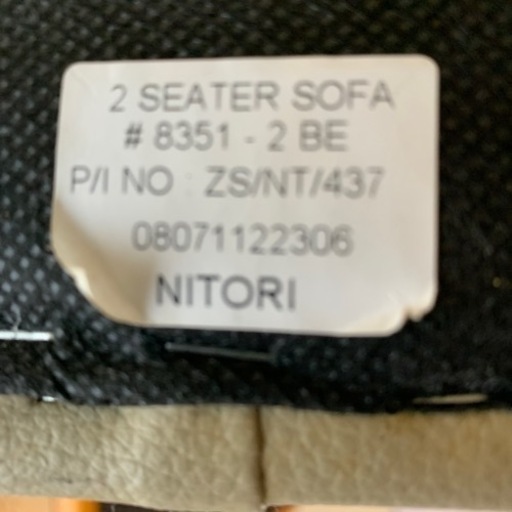 2 SEATER SOFA
# 8351 - 2 BE
P/I NO : ZS/NT/437
08071122306
NITORI